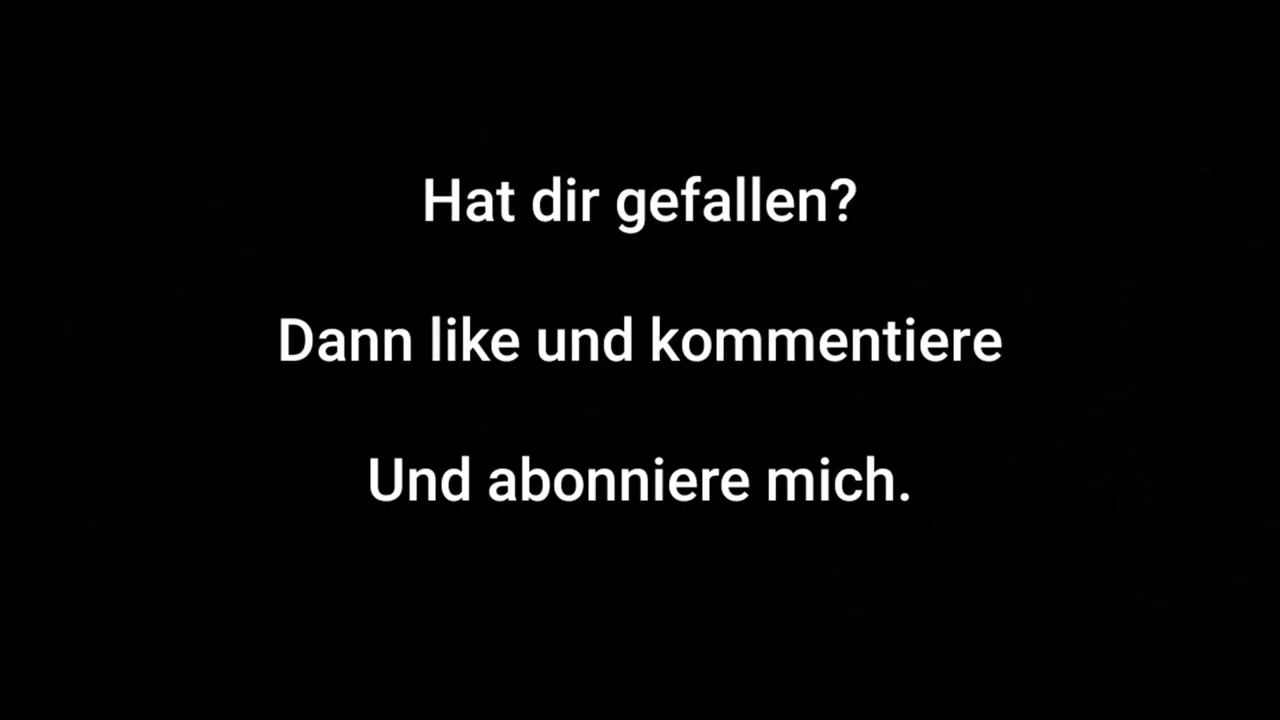 Hat dir gefallen?
Dann like und kommentiere
Und abonniere mich.